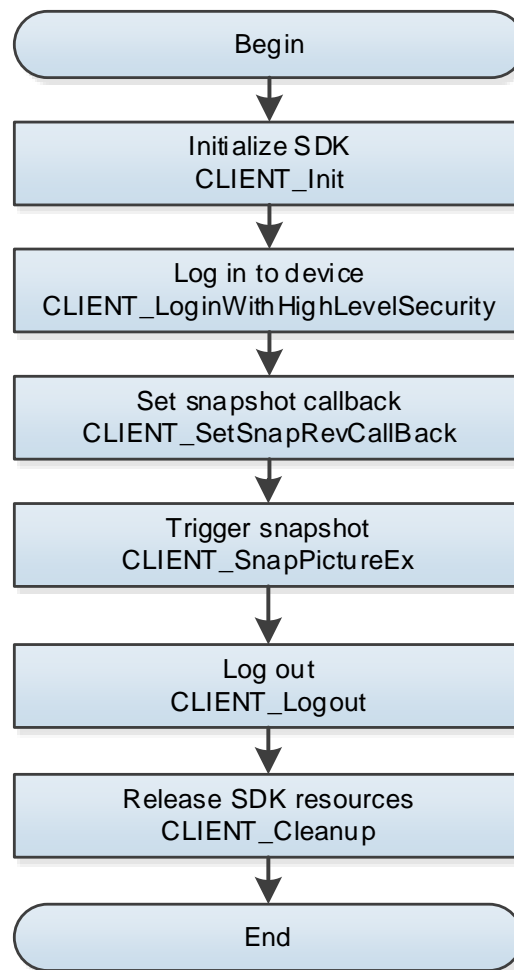 Begin
Initialize SDK
CLIENT_Init
Log in to device
CLIENT_LoginWithHighLevelSecurity
Set snapshot callback
CLIENT_SetSnapRevCallBack
Trigger snapshot
CLIENT_SnapPictureEx
Log out
CLIENT_Logout
Release SDK resources
CLIENT_Cleanup
End